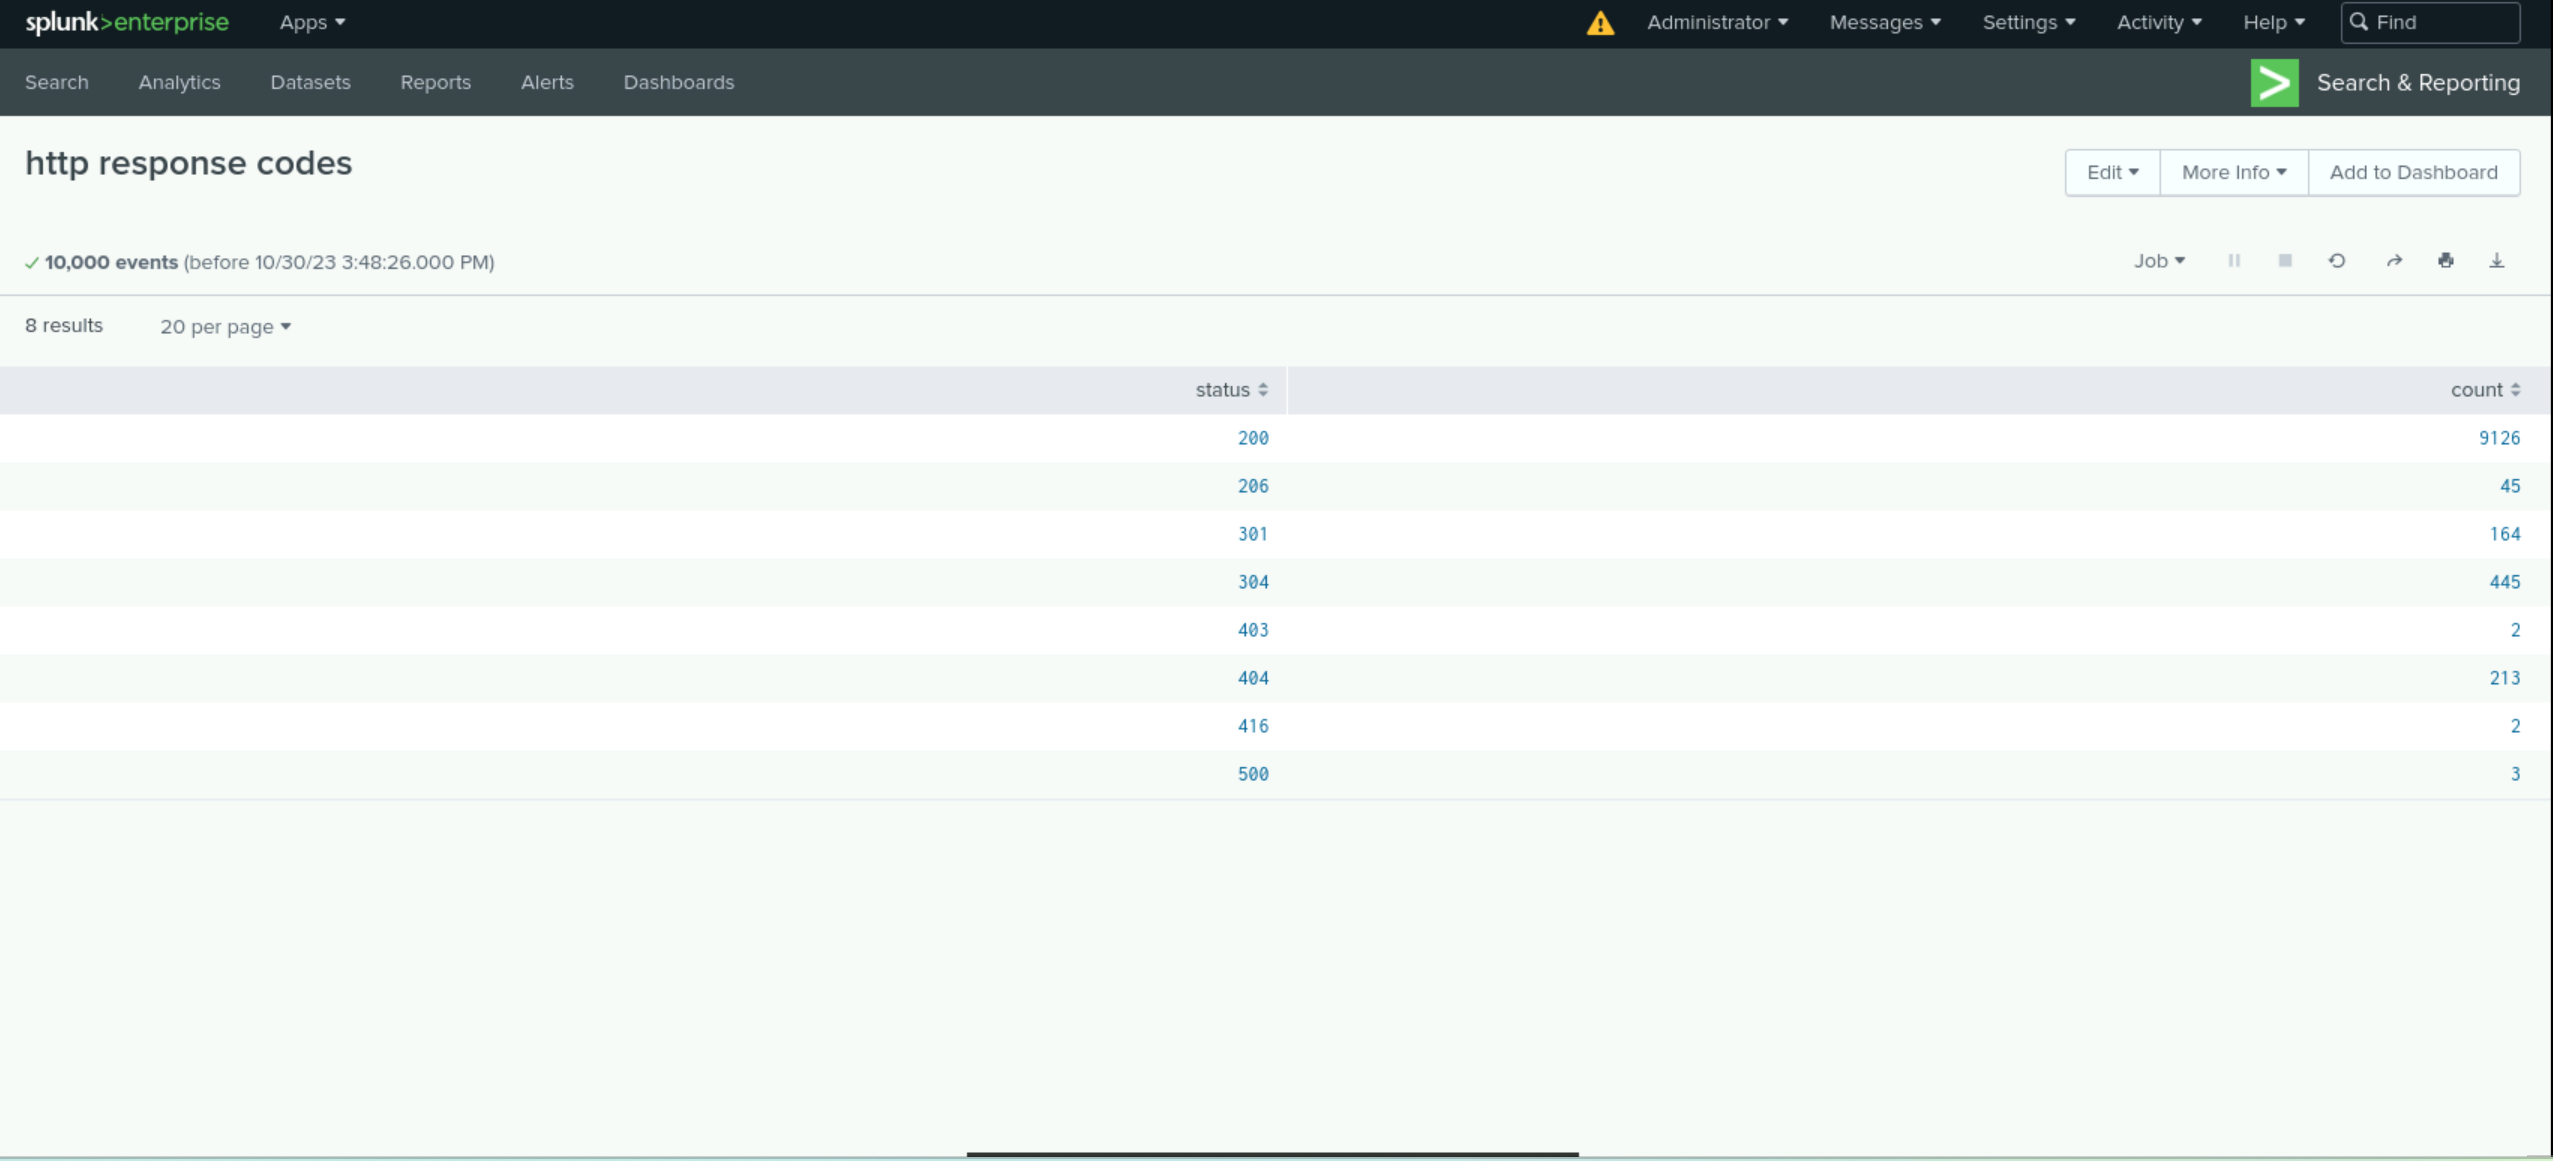 splunk>enterprise Apps Administrator Messages Settings Activity Help Find
Search Analytics Datasets Reports Alerts Dashboards > Search & Reporting
http response codes
Edit More Info Add to Dashboard
✓ 10,000 events (before 10/30/23 3:48:26.000 PM) Job
8 results 20 per page
status count
200 9126
206 45
301 164
304 445
403 2
404 213
416 2
500 3